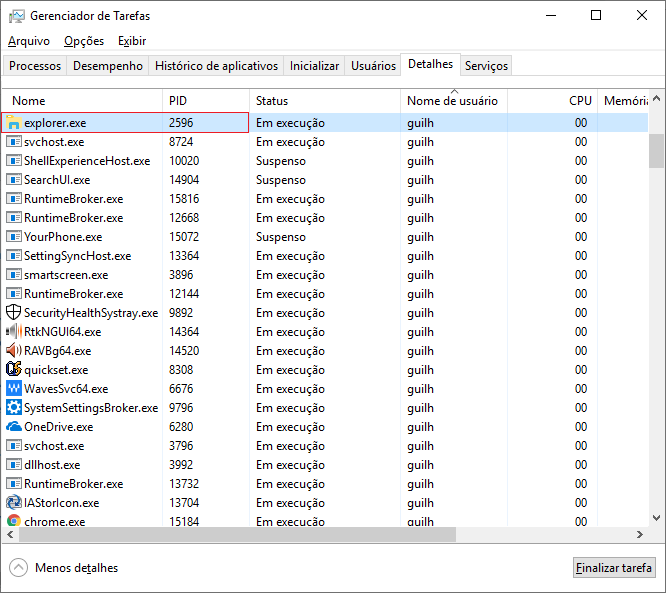 Gerenciador de Tarefas
Arquivo Opções Exibir
Processos Desempenho Histórico de aplicativos Inicializar Usuários Detalhes Serviços
Nome PID Status Nome de usuário CPU Memóri
explorer.exe 2596 Em execução guilh 00
svchost.exe 8724 Em execução guilh 00
ShellExperienceHost.exe 10020 Suspenso guilh 00
SearchUI.exe 14904 Suspenso guilh 00
RuntimeBroker.exe 15816 Em execução guilh 00
RuntimeBroker.exe 12668 Em execução guilh 00
YourPhone.exe 15072 Suspenso guilh 00
SettingSyncHost.exe 13364 Em execução guilh 00
smartscreen.exe 3896 Em execução guilh 00
RuntimeBroker.exe 12144 Em execução guilh 00
SecurityHealthSystray.exe 9892 Em execução guilh 00
RtkNGUI64.exe 14364 Em execução guilh 00
RAVBg64.exe 14520 Em execução guilh 00
quickset.exe 8308 Em execução guilh 00
WavesSvc64.exe 6676 Em execução guilh 00
SystemSettingsBroker.exe 9796 Em execução guilh 00
OneDrive.exe 6280 Em execução guilh 00
svchost.exe 3796 Em execução guilh 00
dllhost.exe 3992 Em execução guilh 00
RuntimeBroker.exe 13732 Em execução guilh 00
IAStorIcon.exe 13704 Em execução guilh 00
chrome.exe 15184 Em execução guilh 00
Menos detalhes Finalizar tarefa